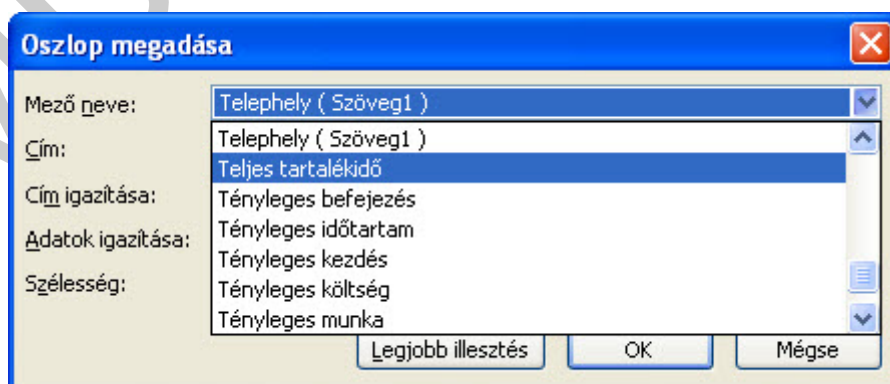 Oszlop megadása
Mező neve: Telephely ( Szöveg1 )
Cím: Telephely ( Szöveg1 )
Teljes tartalékidő
Cím igazítása: Tényleges befejezés
Tényleges időtartam
Adatok igazítása: Tényleges kezdés
Szélesség: Tényleges költség
Tényleges munka
Legjobb illesztés OK Mégse